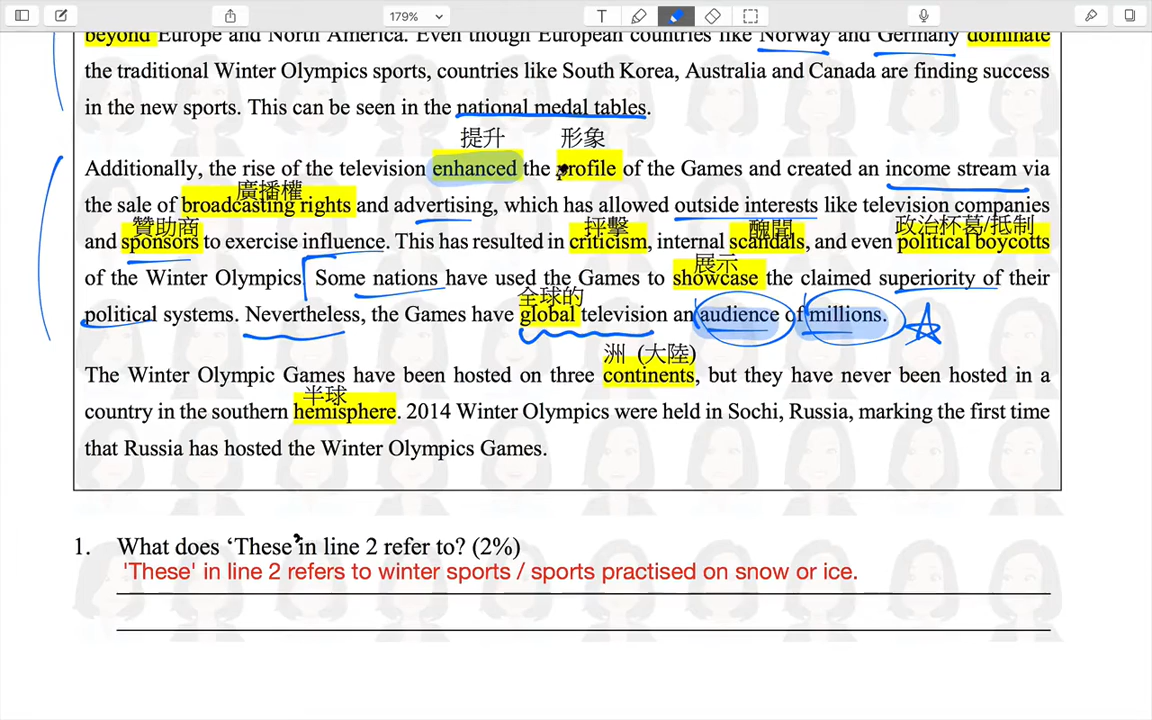 179%
beyond Europe and North America. Even though European countries like Norway and Germany dominate
the traditional Winter Olympics sports, countries like South Korea, Australia and Canada are finding success
in the new sports. This can be seen in the national medal tables.
提升 形象
Additionally, the rise of the television enhanced the profile of the Games and created an income stream via
廣播權
the sale of broadcasting rights and advertising, which has allowed outside interests like television companies
贊助商 抨擊 醜聞 政治杯葛/抵制
and sponsors to exercise influence. This has resulted in criticism, internal scandals, and even political boycotts
展示
of the Winter Olympics. Some nations have used the Games to showcase the claimed superiority of their
全球的
political systems. Nevertheless, the Games have global television an audience of millions.
洲 (大陸)
The Winter Olympic Games have been hosted on three continents, but they have never been hosted in a
半球
country in the southern hemisphere. 2014 Winter Olympics were held in Sochi, Russia, marking the first time
that Russia has hosted the Winter Olympics Games.
1. What does ‘These’ in line 2 refer to? (2%)
'These' in line 2 refers to winter sports / sports practised on snow or ice.